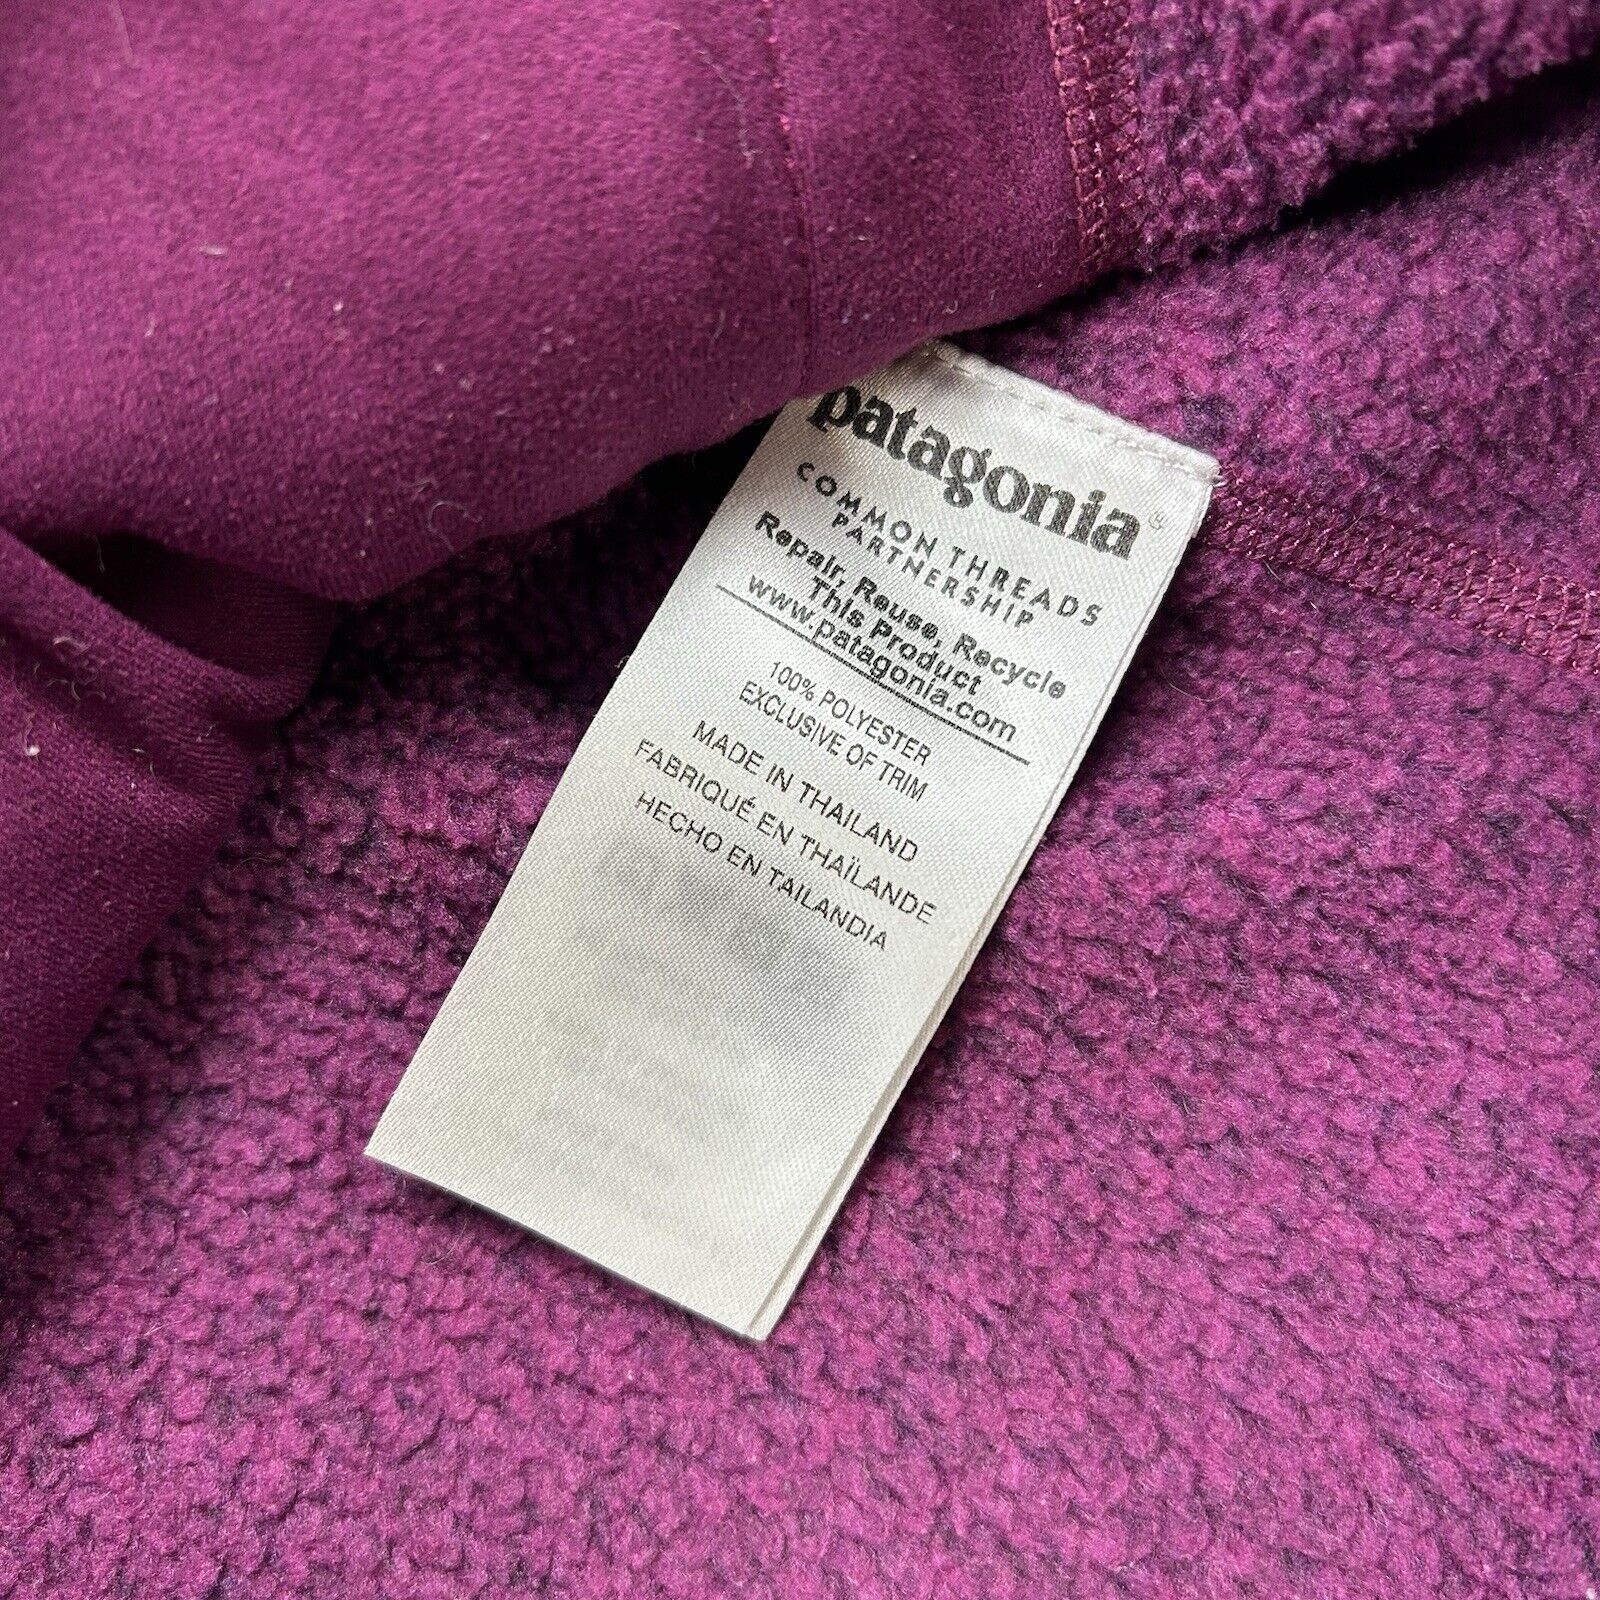 patagonia®
COMMON THREADS
PARTNERSHIP
Repair, Reuse, Recycle
This Product
www.patagonia.com
100% POLYESTER
EXCLUSIVE OF TRIM
MADE IN THAILAND
FABRIQUÉ EN THAÏLANDE
HECHO EN TAILANDIA